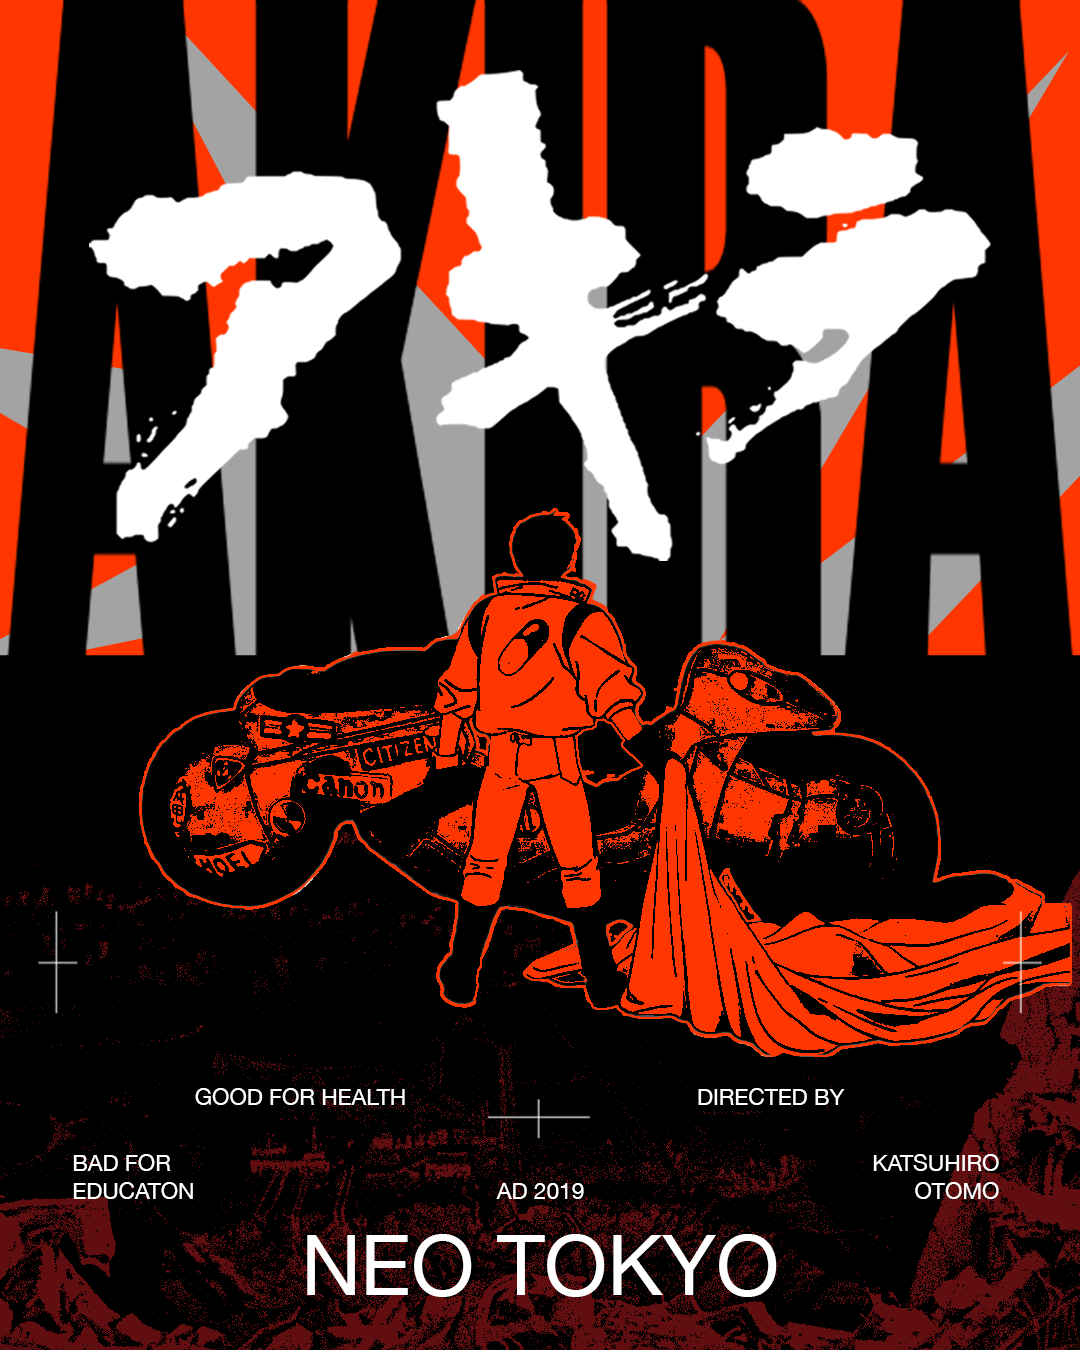 AKIRA
アキラ
CITIZEN
Canon
GOOD FOR HEALTH
DIRECTED BY
BAD FOR
EDUCATON
KATSUHIRO
OTOMO
AD 2019
NEO TOKYO